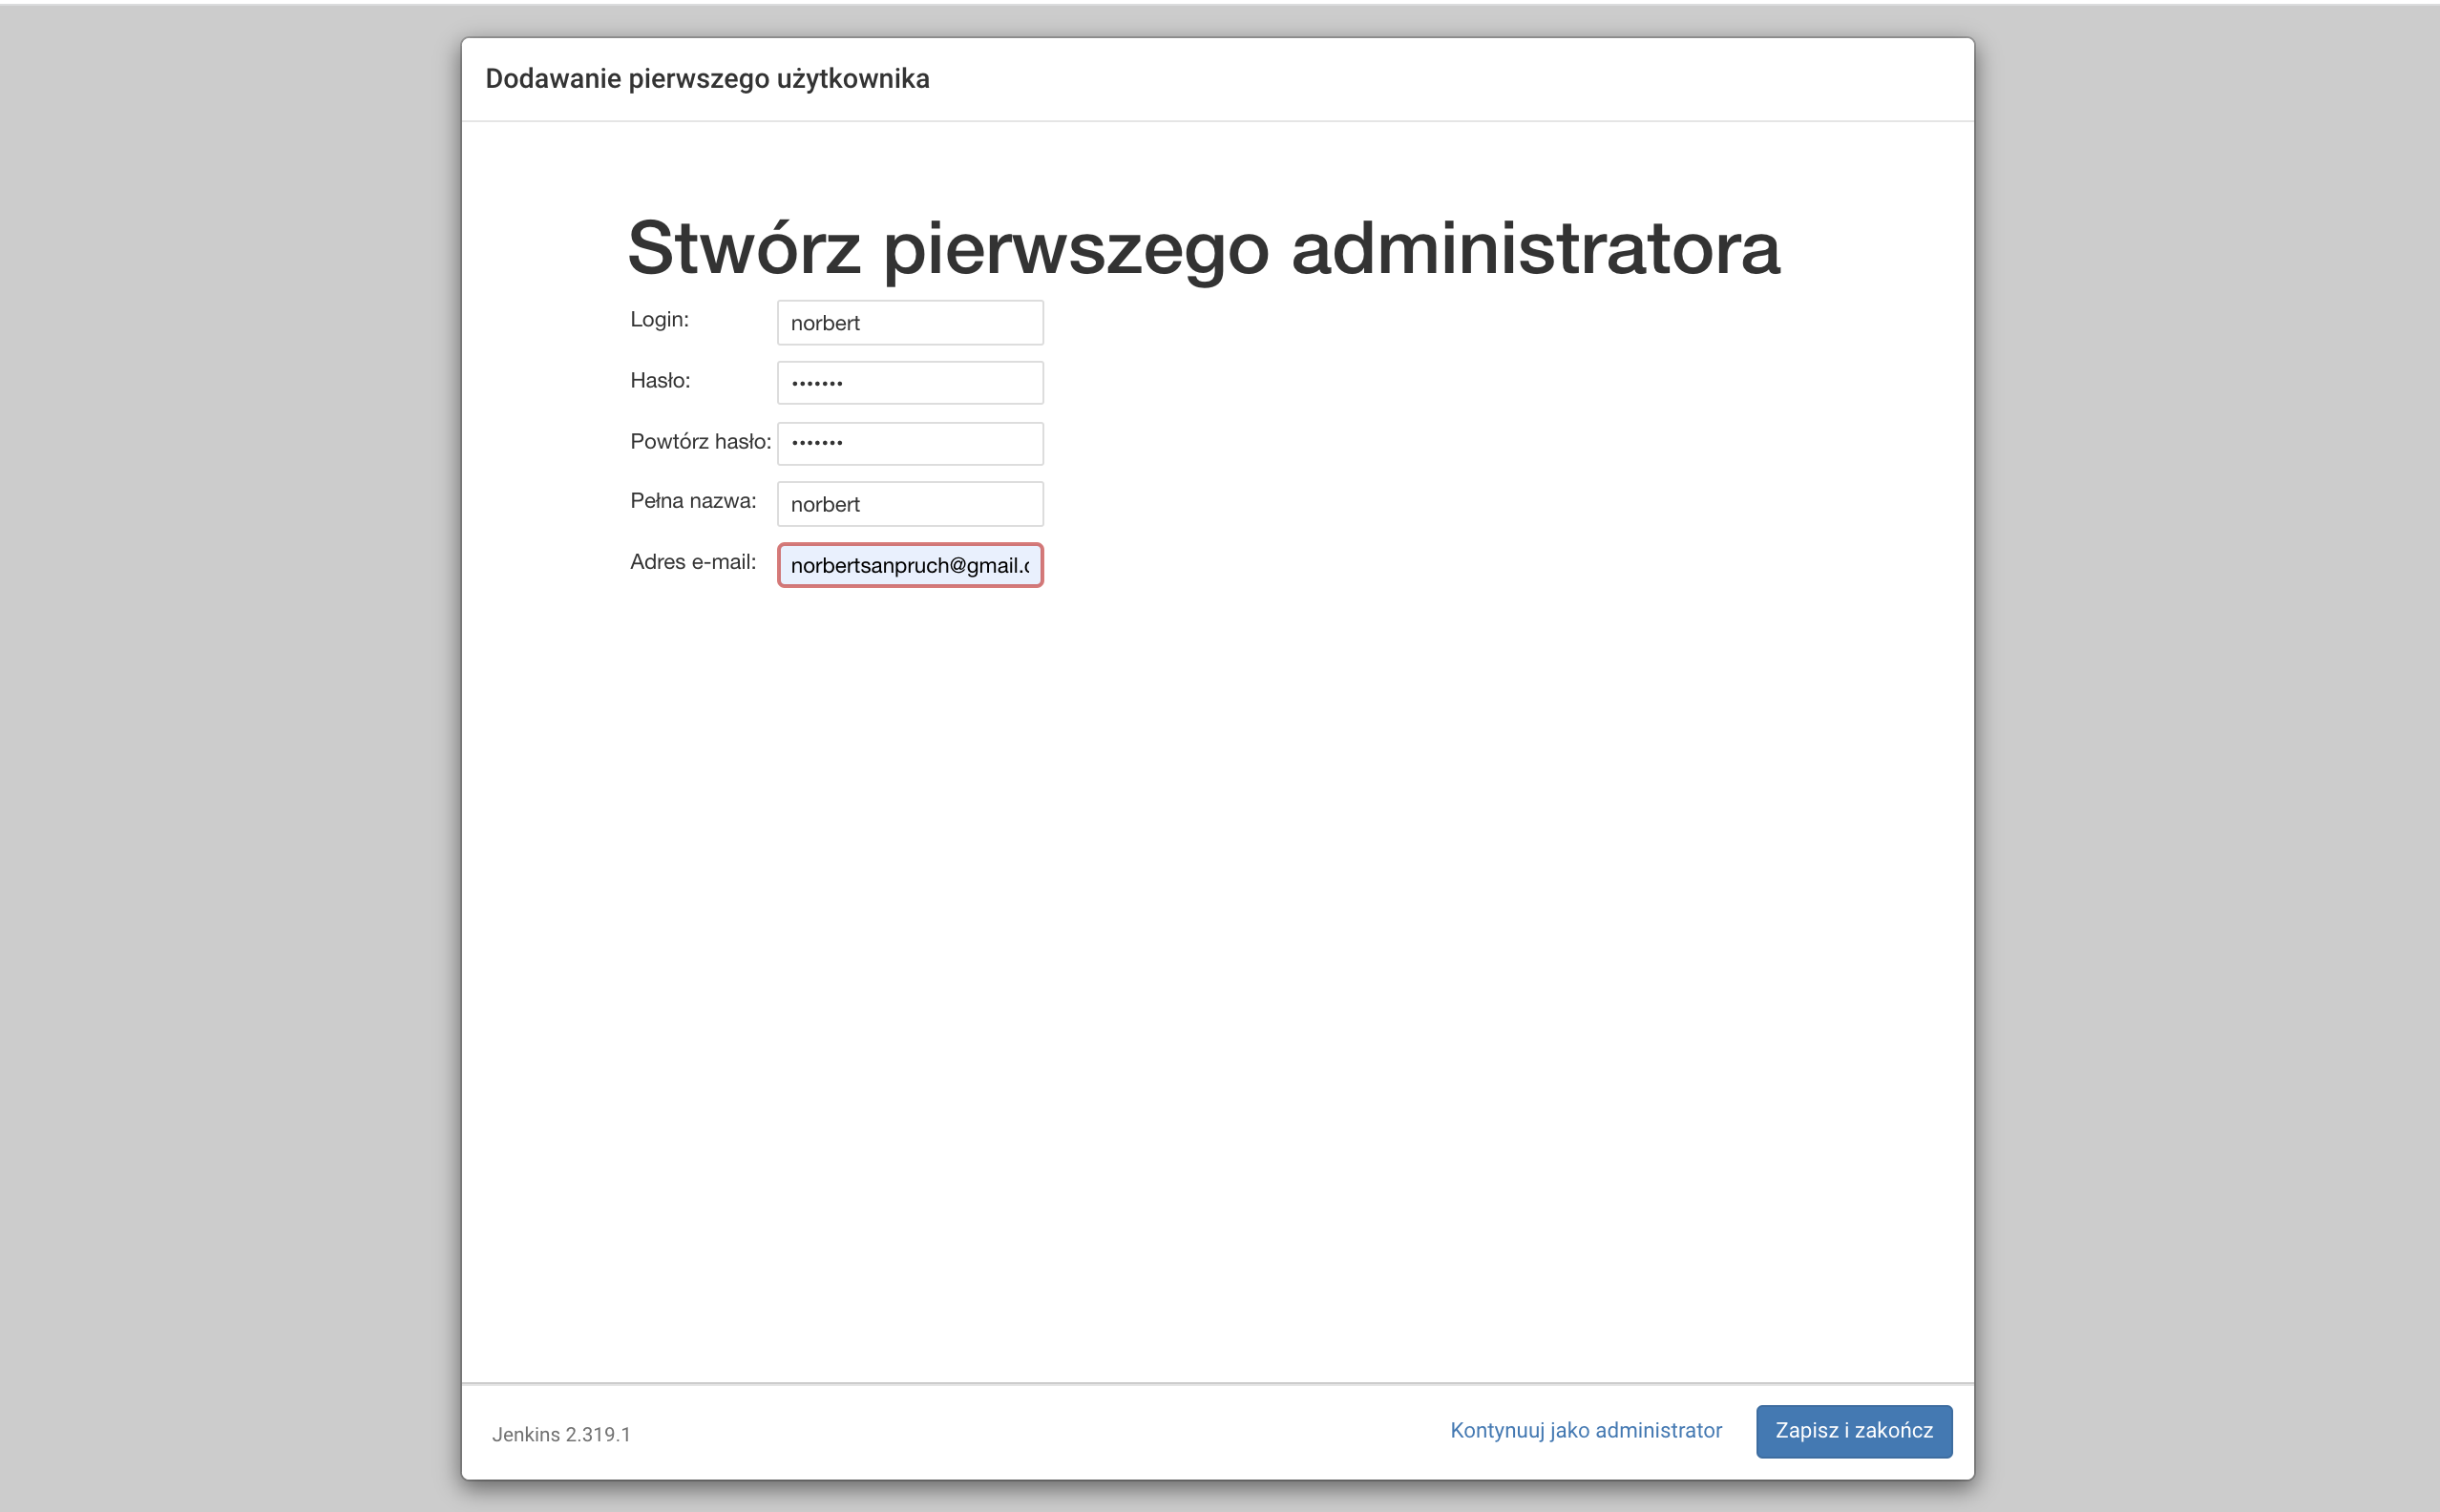 Dodawanie pierwszego użytkownika
Stwórz pierwszego administratora
Login: norbert
Hasło: •••••••
Powtórz hasło: •••••••
Pełna nazwa: norbert
Adres e-mail: norbertsanpruch@gmail.c
Jenkins 2.319.1
Kontynuuj jako administrator
Zapisz i zakończ